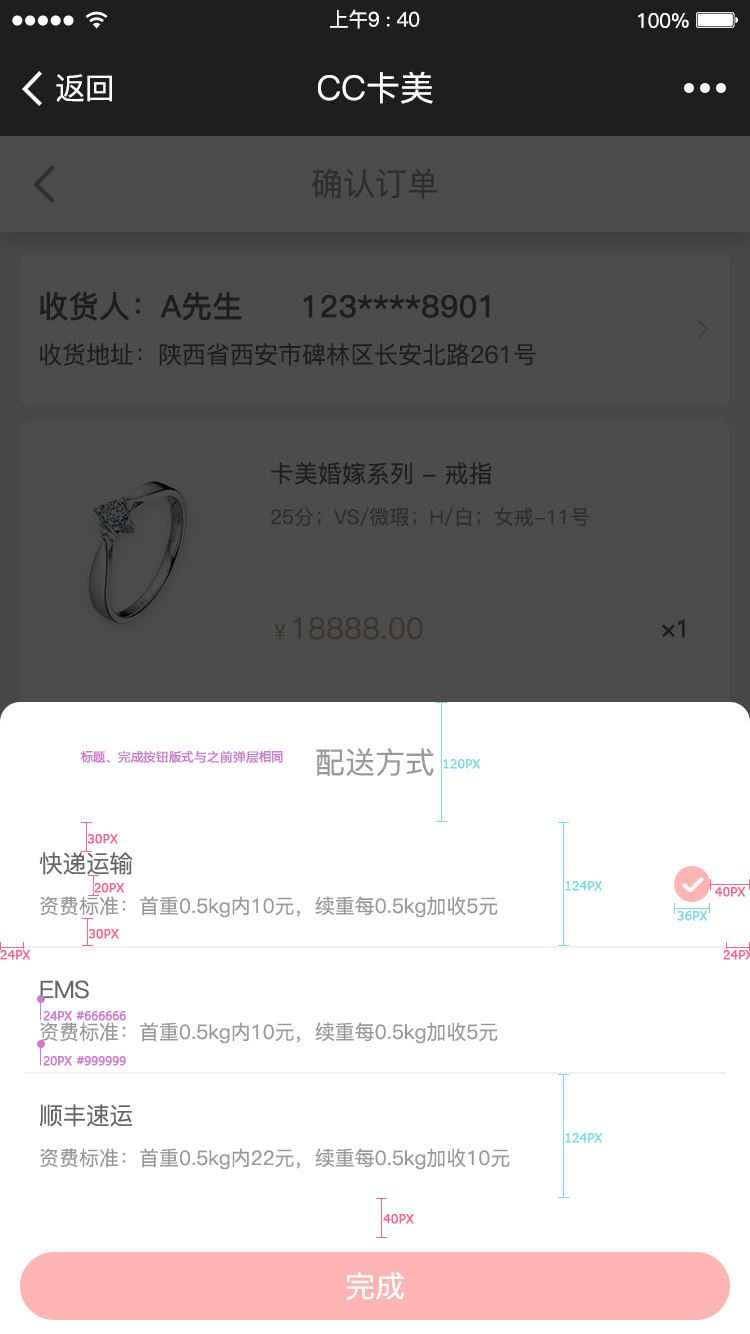 上午9 : 40
100%
返回
CC卡美
确认订单
收货人：A先生 123****8901
收货地址：陕西省西安市碑林区长安北路261号
卡美婚嫁系列 - 戒指
25分；VS/微瑕；H/白；女戒-11号
¥18888.00
×1
标题、完成按钮版式与之前弹层相同
配送方式
120PX
30PX
快递运输
20PX
124PX
40PX
资费标准：首重0.5kg内10元，续重每0.5kg加收5元
36PX
30PX
24PX
24PX
EMS
24PX #666666
资费标准：首重0.5kg内10元，续重每0.5kg加收5元
20PX #999999
顺丰速运
124PX
资费标准：首重0.5kg内22元，续重每0.5kg加收10元
40PX
完成